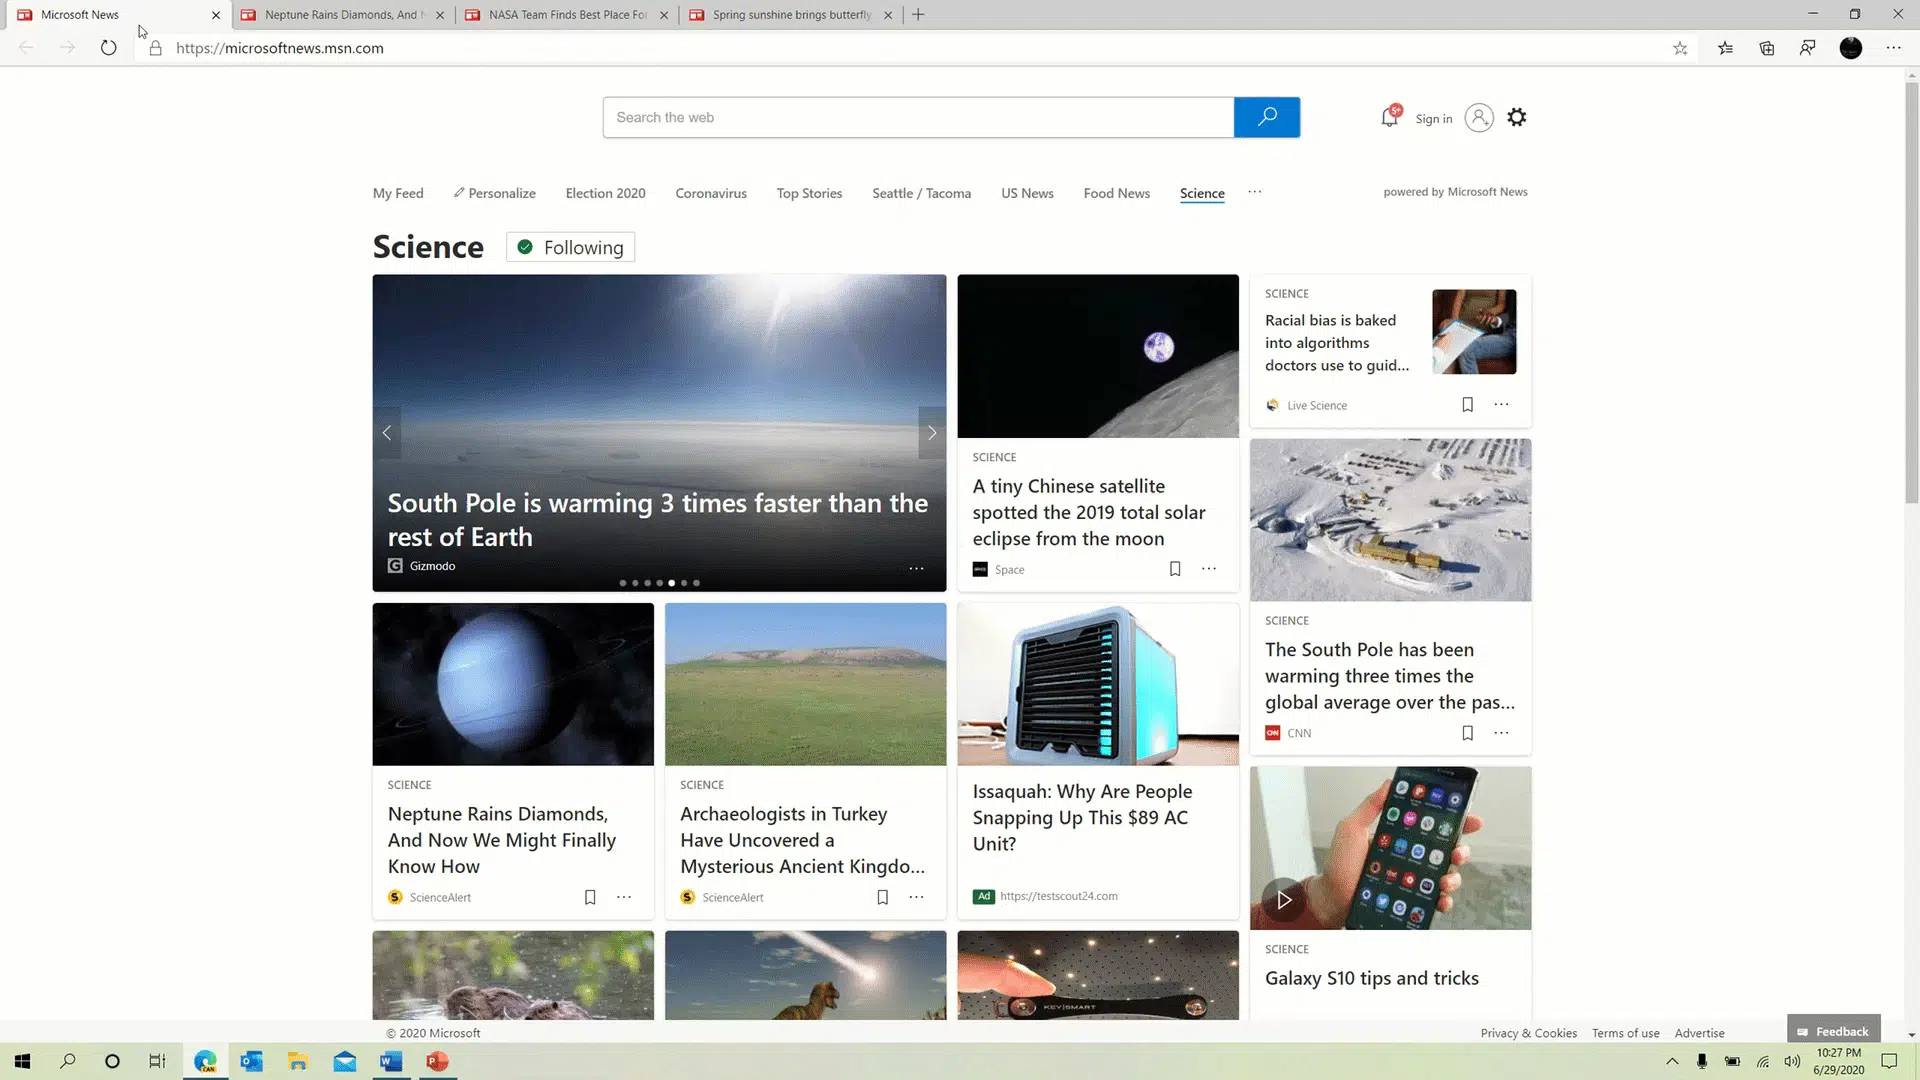 Microsoft News
Neptune Rains Diamonds, And N
NASA Team Finds Best Place For
Spring sunshine brings butterfly
https://microsoftnews.msn.com
Search the web
5+
Sign in
My Feed
Personalize
Election 2020
Coronavirus
Top Stories
Seattle / Tacoma
US News
Food News
Science
powered by Microsoft News
Science
Following
South Pole is warming 3 times faster than the
rest of Earth
G Gizmodo
SCIENCE
A tiny Chinese satellite
spotted the 2019 total solar
eclipse from the moon
Space
SCIENCE
Racial bias is baked
into algorithms
doctors use to guid...
Live Science
SCIENCE
The South Pole has been
warming three times the
global average over the pas...
CNN CNN
SCIENCE
Neptune Rains Diamonds,
And Now We Might Finally
Know How
S ScienceAlert
SCIENCE
Archaeologists in Turkey
Have Uncovered a
Mysterious Ancient Kingdo...
S ScienceAlert
Issaquah: Why Are People
Snapping Up This $89 AC
Unit?
Ad https://testscout24.com
SCIENCE
Galaxy S10 tips and tricks
KEYSMART
© 2020 Microsoft
Privacy & Cookies
Terms of use
Advertise
Feedback
CAN
10:27 PM
6/29/2020